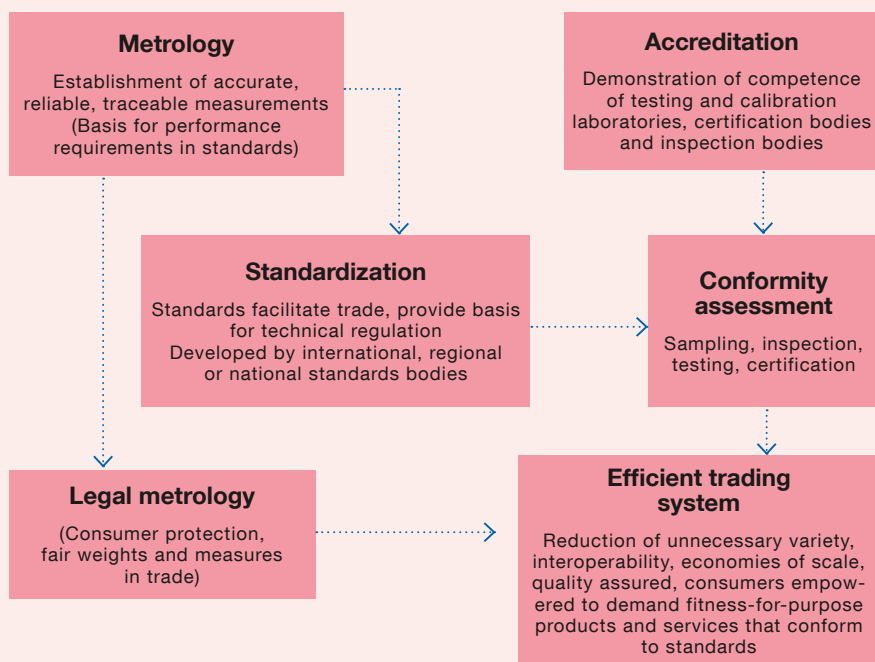 Metrology
Establishment of accurate,
reliable, traceable measurements
(Basis for performance
requirements in standards)
Accreditation
Demonstration of competence
of testing and calibration
laboratories, certification bodies
and inspection bodies
Standardization
Standards facilitate trade, provide basis
for technical regulation
Developed by international, regional
or national standards bodies
Conformity
assessment
Sampling, inspection,
testing, certification
Legal metrology
(Consumer protection,
fair weights and measures
in trade)
Efficient trading
system
Reduction of unnecessary variety,
interoperability, economies of scale,
quality assured, consumers empow-
ered to demand fitness-for-purpose
products and services that conform
to standards